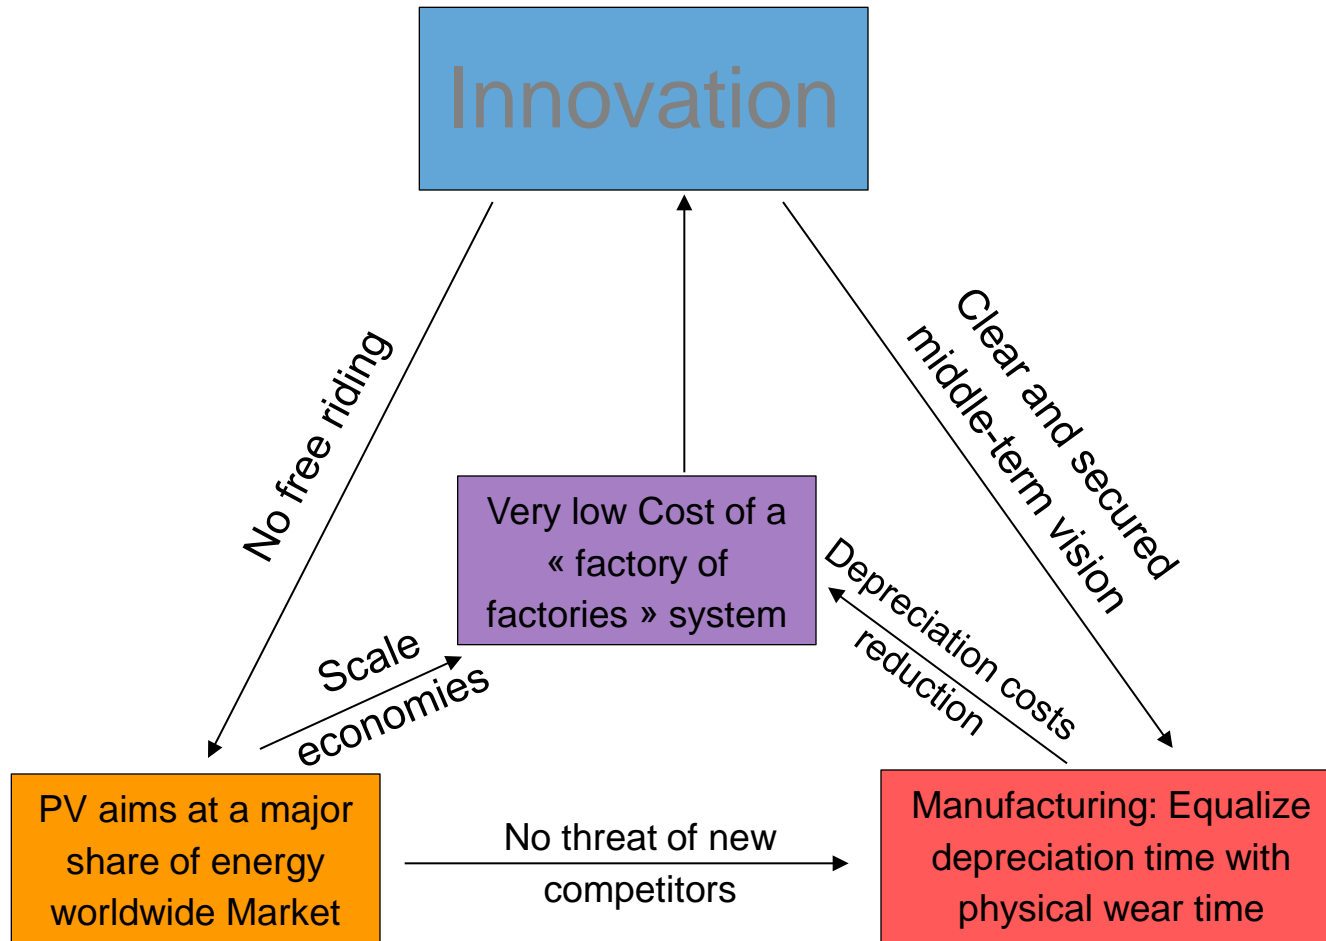 Innovation
No free riding
Clear and secured
middle-term vision
Very low Cost of a
« factory of
factories » system
Scale
economies
Depreciation costs
reduction
PV aims at a major
share of energy
worldwide Market
No threat of new
competitors
Manufacturing: Equalize
depreciation time with
physical wear time